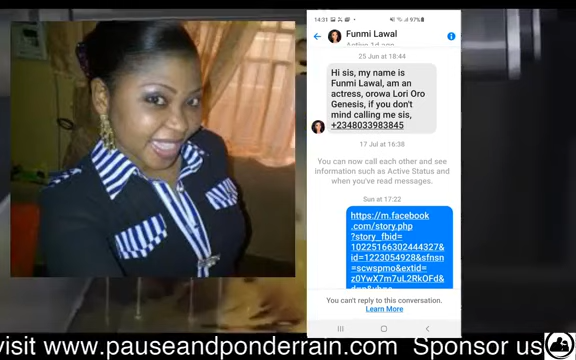 14:31
97%
Funmi Lawal
Active 1d ago
25 Jun at 18:44
Hi sis, my name is
Funmi Lawal, am an
actress, orowa Lori Oro
Genesis, if you don't
mind calling me sis,
+2348033983845
17 Jul at 16:38
You can now call each other and see
information such as Active Status and
when you've read messages.
Sun at 17:22
https://m.facebook
.com/story.php
?story_fbid=
10225166302444327&
id=1223054928&sfnsn
=scwspmo&extid=
z0YwX7m7uL2RkOFd&
You can't reply to this conversation.
Learn More
visit www.pauseandponderrain.com Sponsor us